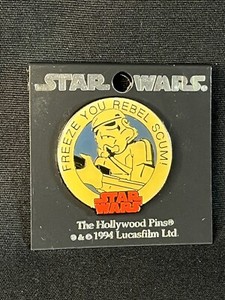 STAR WARS
FREEZE YOU REBEL SCUM!
STAR
WARS
The Hollywood Pins®
® & © 1994 Lucasfilm Ltd.